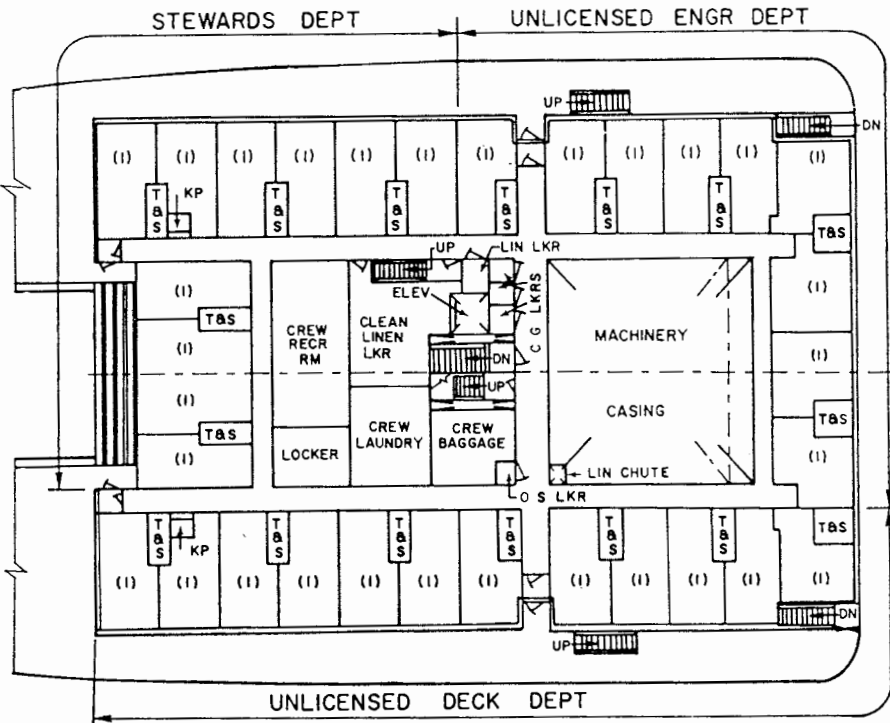 STEWARDS DEPT
UNLICENSED ENGR DEPT
UP
DN
(1) (1) (1) (1) (1) (1) (1) (1) (1) (1) (1) (1)
KP
T&S T&S T&S T&S T&S T&S
T&S
UP
LIN LKR
(1)
ELEV
C G LKRS
(1)
T&S
CREW
RECR
RM
CLEAN
LINEN
LKR
MACHINERY
(1)
DN
(1)
UP
(1)
CASING
T&S
T&S
CREW
LAUNDRY
CREW
BAGGAGE
(1)
LOCKER
LIN CHUTE
(1)
O S LKR
T&S T&S T&S T&S T&S T&S
T&S
KP
(1) (1) (1) (1) (1) (1) (1) (1) (1) (1) (1) (1)
DN
UP
UNLICENSED DECK DEPT